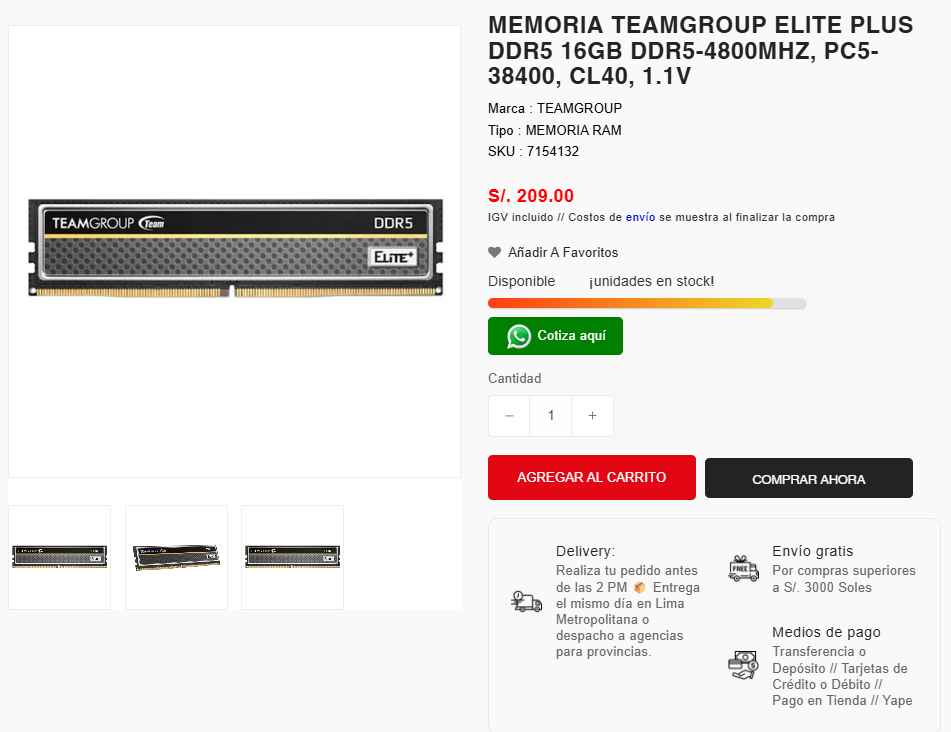 MEMORIA TEAMGROUP ELITE PLUS
DDR5 16GB DDR5-4800MHZ, PC5-
38400, CL40, 1.1V
Marca : TEAMGROUP
Tipo : MEMORIA RAM
SKU : 7154132
S/. 209.00
IGV incluido // Costos de envío se muestra al finalizar la compra
Añadir A Favoritos
Disponible ¡unidades en stock!
Cotiza aquí
Cantidad
− 1 +
AGREGAR AL CARRITO
COMPRAR AHORA
TEAMGROUP Team
DDR5
ELITE+
Delivery:
Realiza tu pedido antes
de las 2 PM 📦 Entrega
el mismo día en Lima
Metropolitana o
despacho a agencias
para provincias.
FREE
Envío gratis
Por compras superiores
a S/. 3000 Soles
Medios de pago
Transferencia o
Depósito // Tarjetas de
Crédito o Débito //
Pago en Tienda // Yape